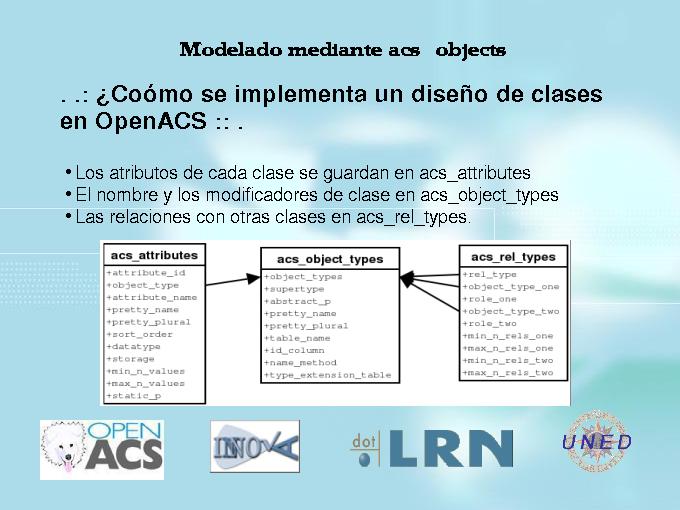 Modelado mediante acs objects
. .: ¿Coómo se implementa un diseño de clases
en OpenACS :: .
• Los atributos de cada clase se guardan en acs_attributes
• El nombre y los modificadores de clase en acs_object_types
• Las relaciones con otras clases en acs_rel_types.
acs_attributes
+attribute_id
+object_type
+attribute_name
+pretty_name
+pretty_plural
+sort_order
+datatype
+storage
+min_n_values
+max_n_values
+static_p
acs_object_types
+object_types
+supertype
+abstract_p
+pretty_name
+pretty_plural
+table_name
+id_column
+name_method
+type_extension_table
acs_rel_types
+rel_type
+object_type_one
+role_one
+object_type_two
+role_two
+min_n_rels_one
+max_n_rels_one
+min_n_rels_two
+max_n_rels_two
OPEN
ACS
INNOVA
dot
LRN
UNED